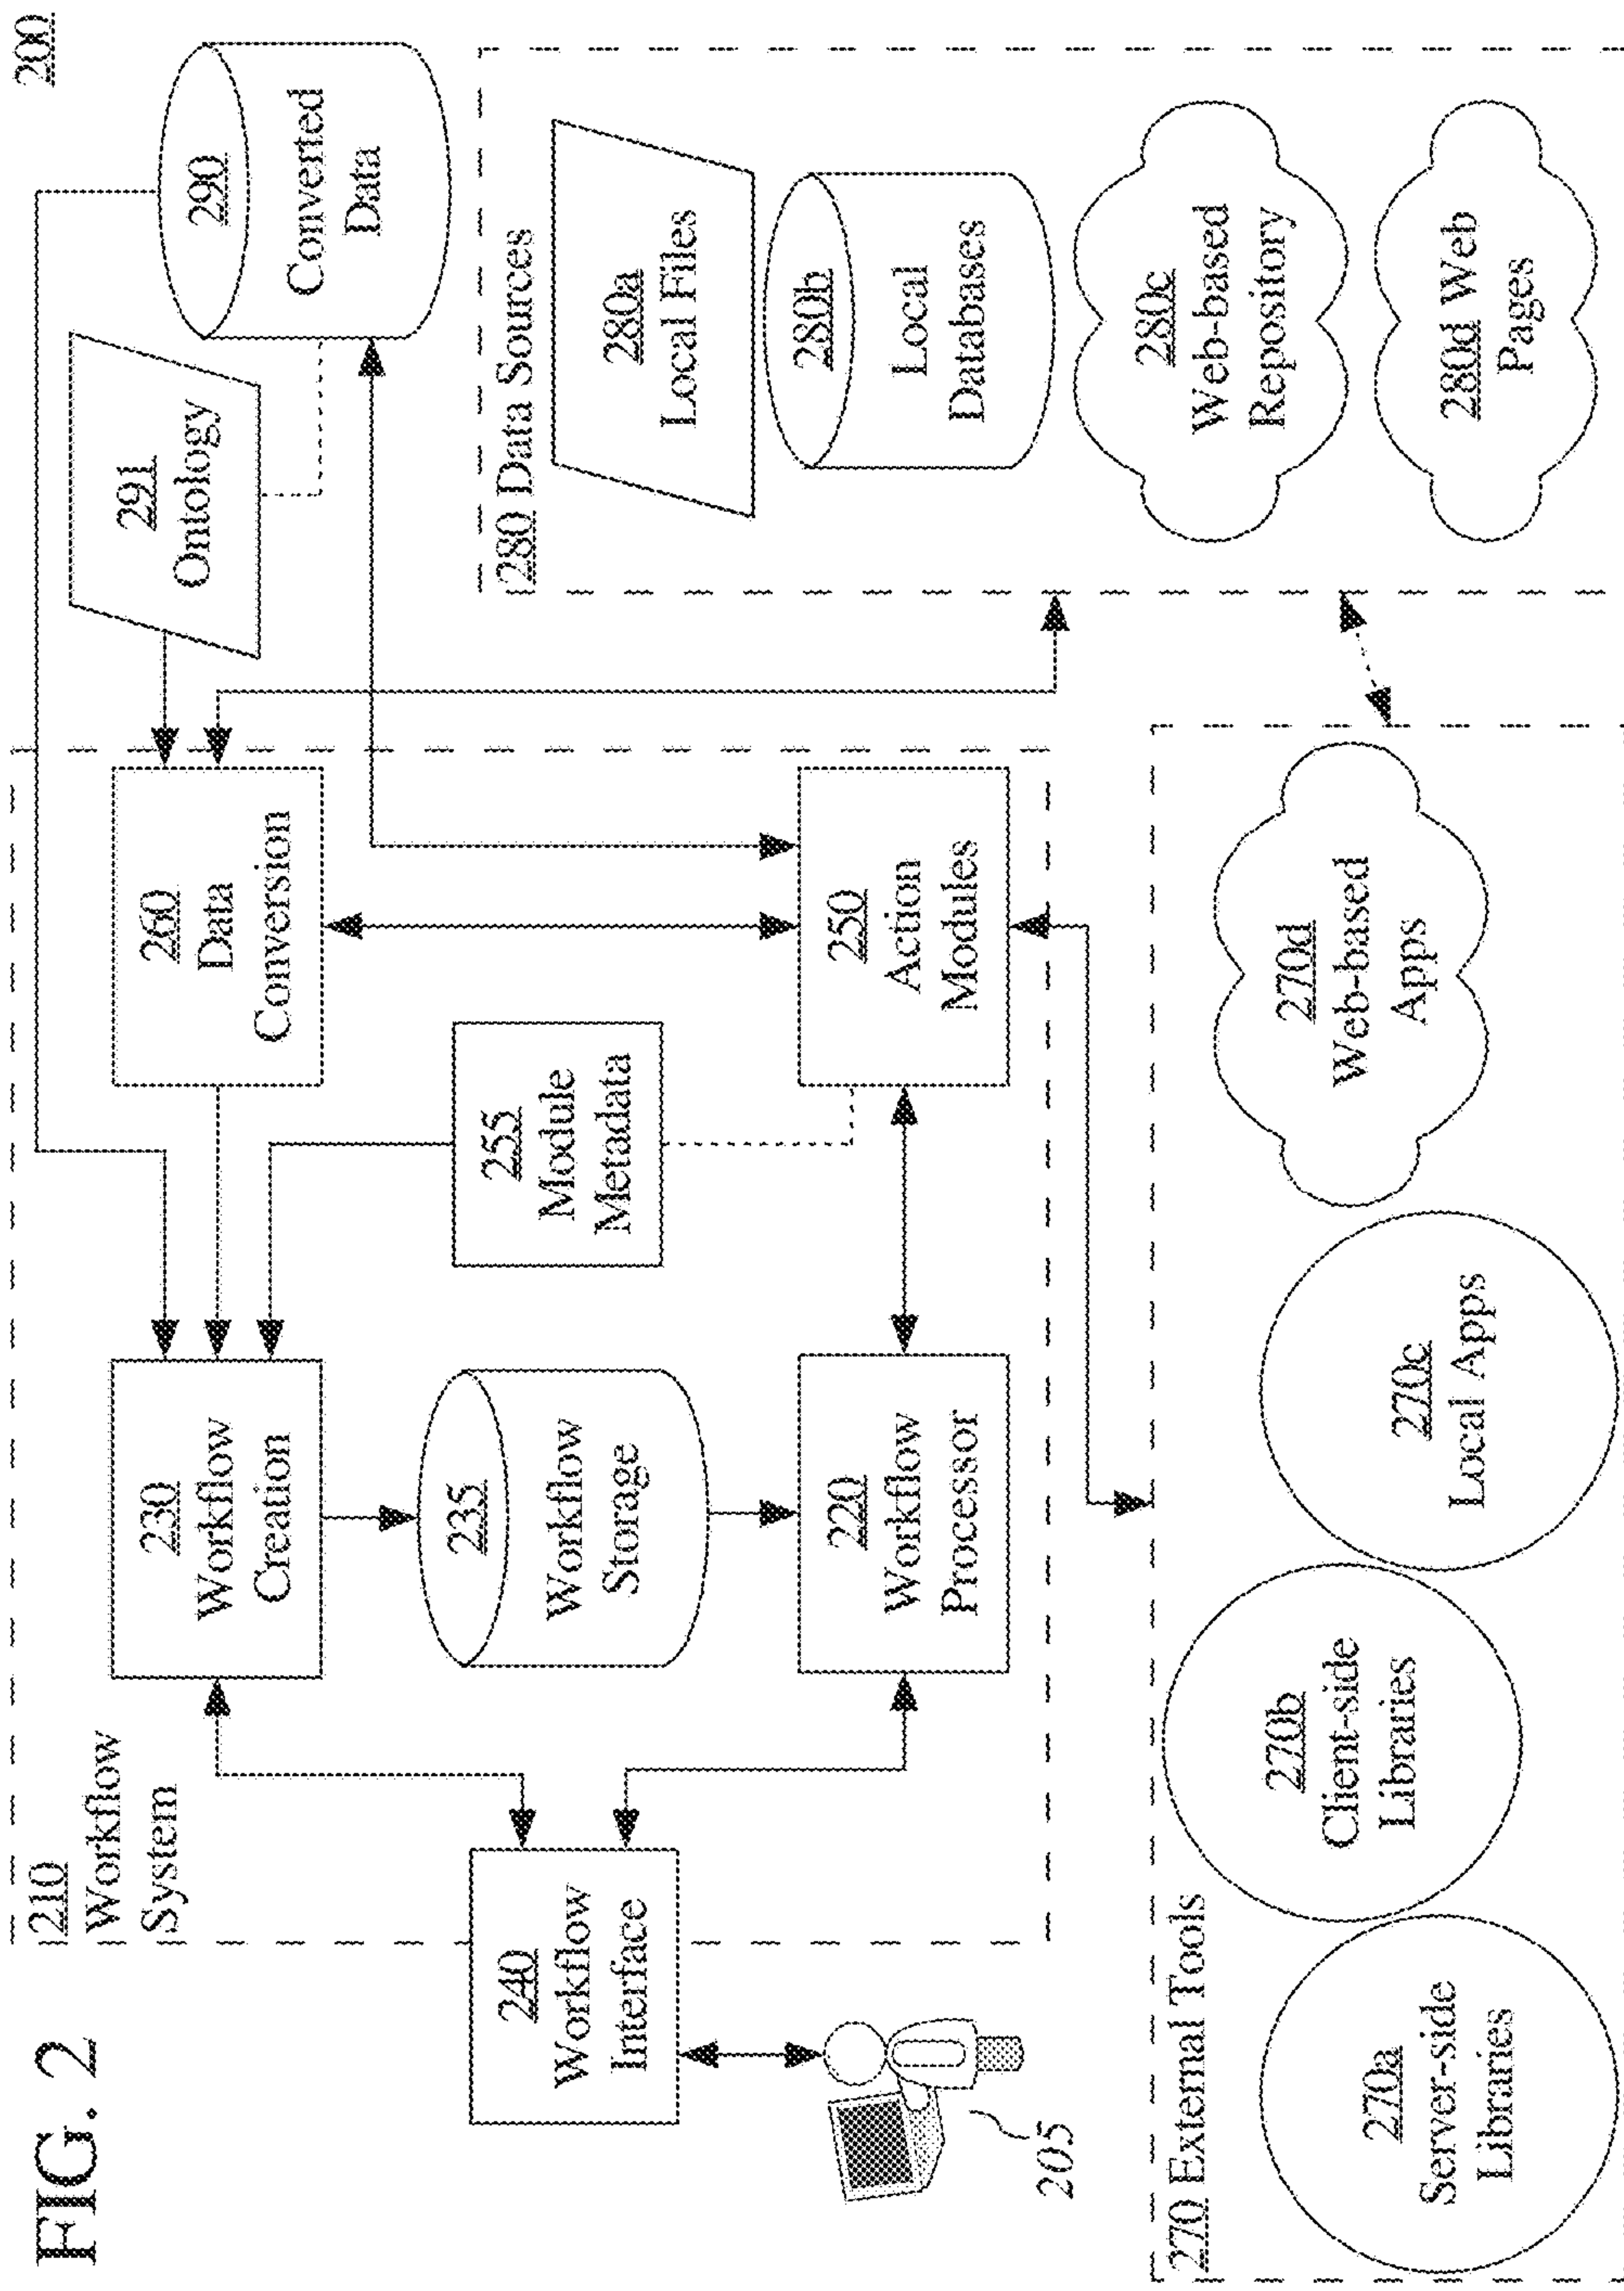 FIG. 2
200
210
Workflow
System
230
Workflow
Creation
260
Data
Conversion
291
Ontology
290
Converted
Data
240
Workflow
Interface
235
Workflow
Storage
255
Module
Metadata
220
Workflow
Processor
250
Action
Modules
205
280 Data Sources
280a
Local Files
280b
Local
Databases
280c
Web-based
Repository
280d Web
Pages
270 External Tools
270a
Server-side
Libraries
270b
Client-side
Libraries
270c
Local Apps
270d
Web-based
Apps